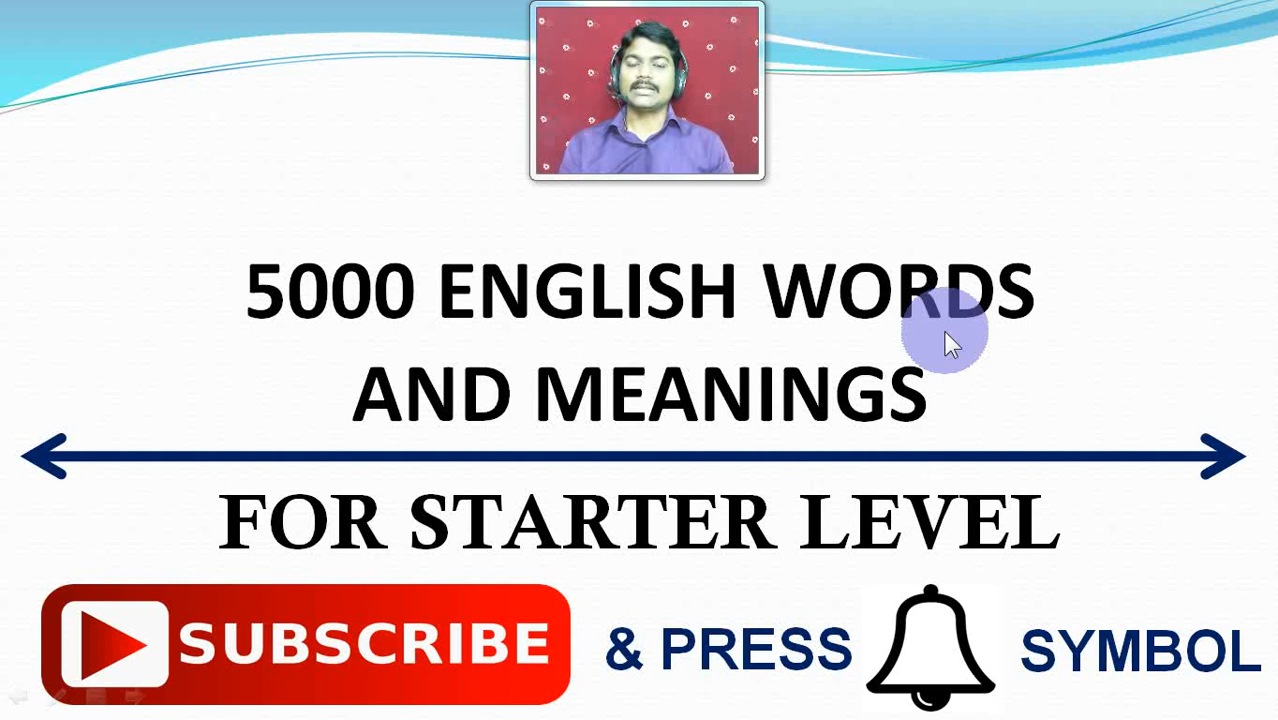 5000 ENGLISH WORDS
AND MEANINGS
FOR STARTER LEVEL
SUBSCRIBE & PRESS SYMBOL